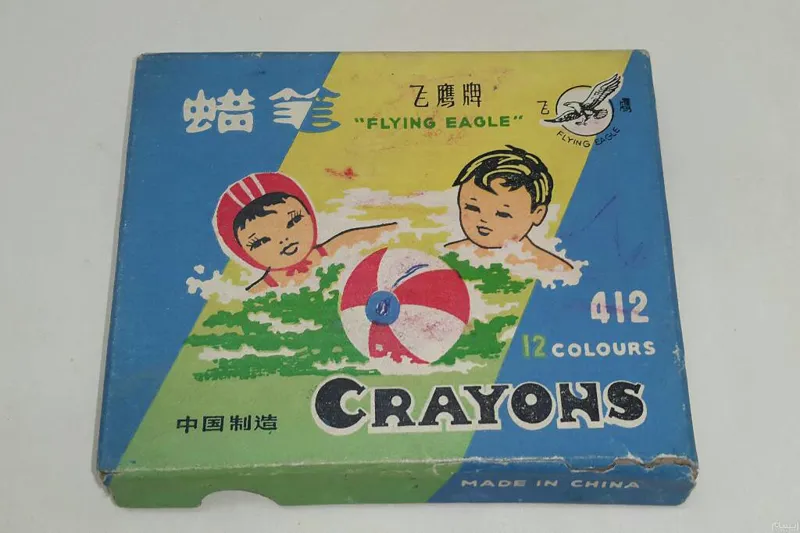 蜡笔
飞鹰牌
"FLYING EAGLE"
飞鹰
FLYING EAGLE
412
12 COLOURS
CRAYONS
中国制造
MADE IN CHINA